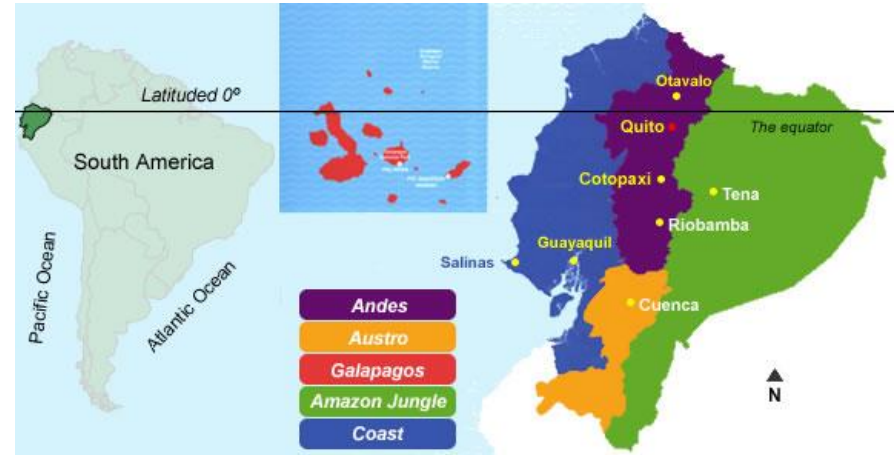 Latituded 0º
South America
Pacific Ocean
Atlantic Ocean
Otavalo
Quito
The equator
Cotopaxi
Tena
Riobamba
Guayaquil
Salinas
Cuenca
Andes
Austro
Galapagos
Amazon Jungle
Coast
N